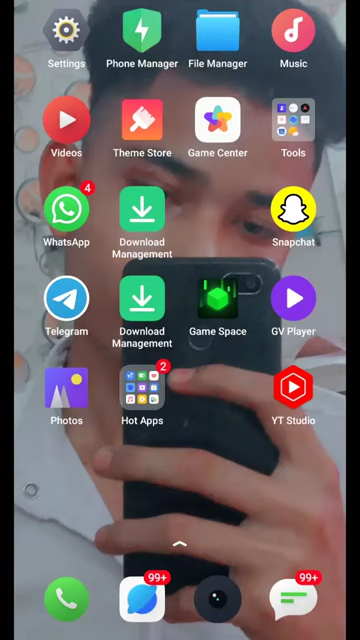 Settings
Phone Manager
File Manager
Music
Videos
Theme Store
Game Center
Tools
4
WhatsApp
Download
Management
Snapchat
Telegram
Download
Management
Game Space
GV Player
2
Photos
Hot Apps
YT Studio
99+
99+